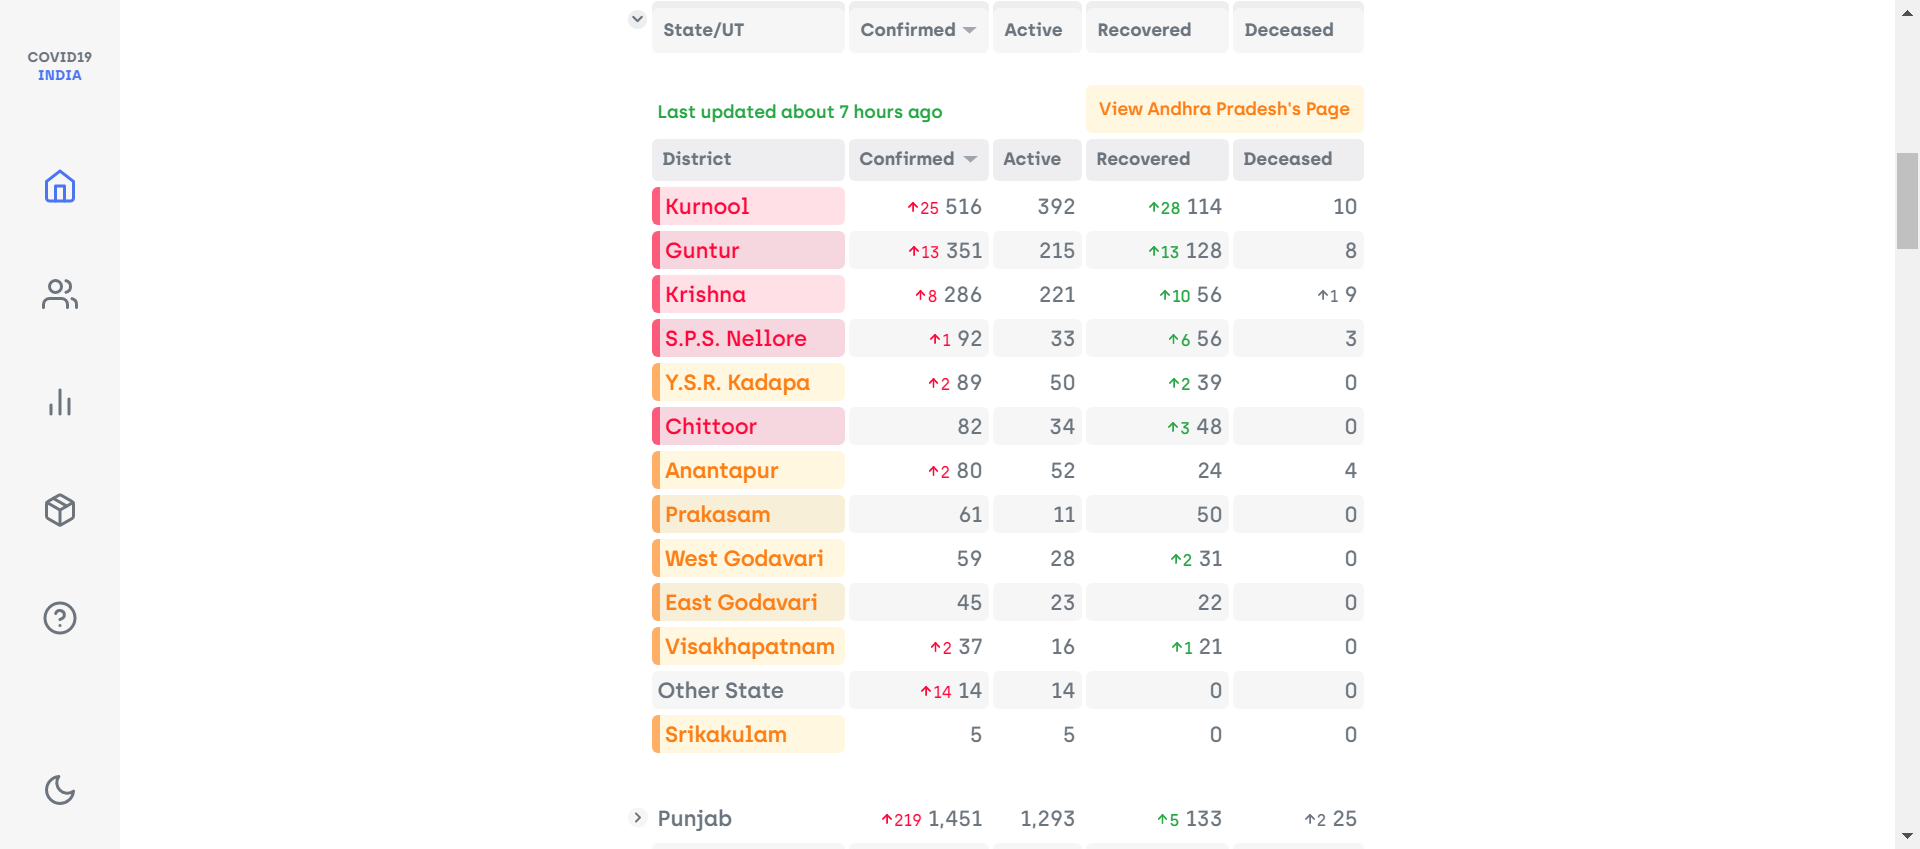 COVID19
INDIA
State/UT Confirmed Active Recovered Deceased
Last updated about 7 hours ago View Andhra Pradesh's Page
District Confirmed Active Recovered Deceased
Kurnool ↑25 516 392 ↑28 114 10
Guntur ↑13 351 215 ↑13 128 8
Krishna ↑8 286 221 ↑10 56 ↑1 9
S.P.S. Nellore ↑1 92 33 ↑6 56 3
Y.S.R. Kadapa ↑2 89 50 ↑2 39 0
Chittoor 82 34 ↑3 48 0
Anantapur ↑2 80 52 24 4
Prakasam 61 11 50 0
West Godavari 59 28 ↑2 31 0
East Godavari 45 23 22 0
Visakhapatnam ↑2 37 16 ↑1 21 0
Other State ↑14 14 14 0 0
Srikakulam 5 5 0 0
Punjab ↑219 1,451 1,293 ↑5 133 ↑2 25